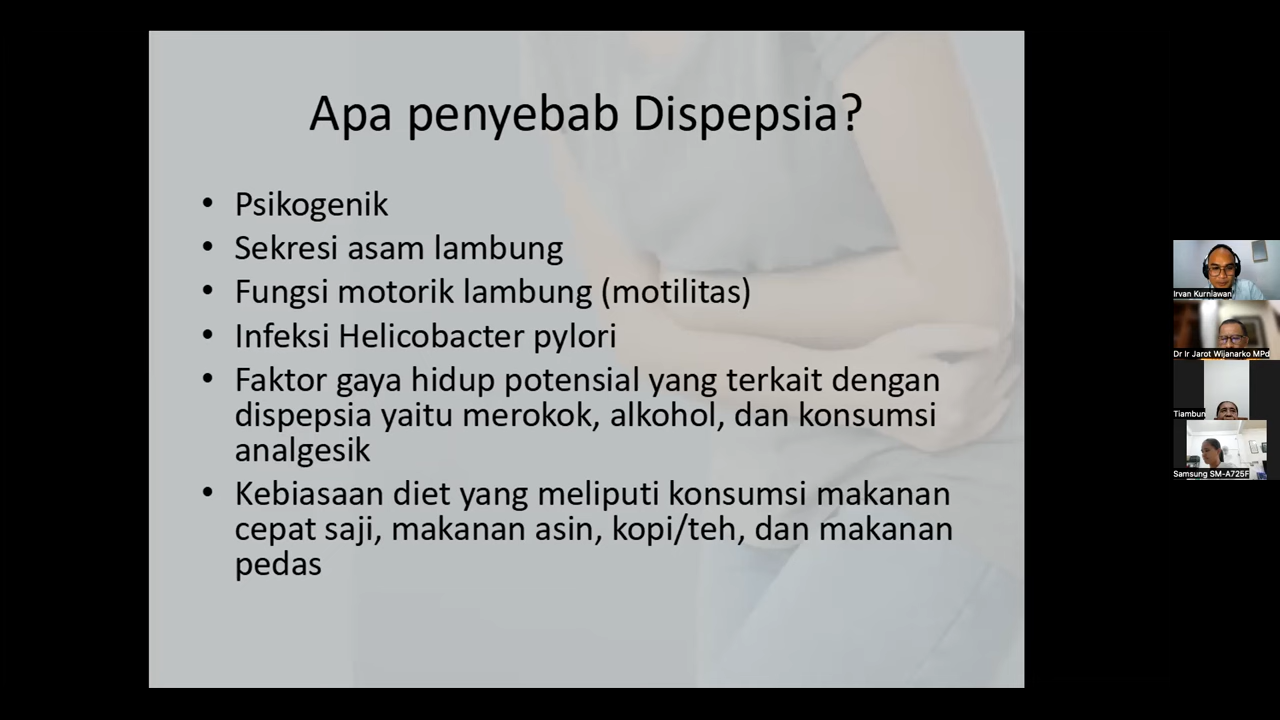 Apa penyebab Dispepsia?
• Psikogenik
• Sekresi asam lambung
• Fungsi motorik lambung (motilitas)
• Infeksi Helicobacter pylori
• Faktor gaya hidup potensial yang terkait dengan
dispepsia yaitu merokok, alkohol, dan konsumsi
analgesik
• Kebiasaan diet yang meliputi konsumsi makanan
cepat saji, makanan asin, kopi/teh, dan makanan
pedas
Irvan Kurniawan
Dr Ir Jarot Wijanarko MPd
Tiambun
Samsung SM-A725F